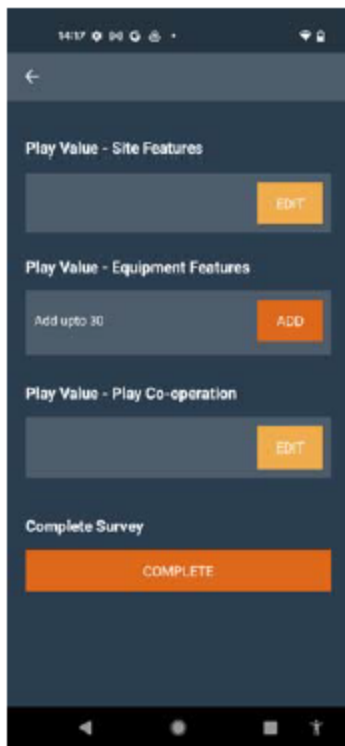 14:17
Play Value - Site Features
EDIT
Play Value - Equipment Features
Add upto 30
ADD
Play Value - Play Co-operation
EDIT
Complete Survey
COMPLETE